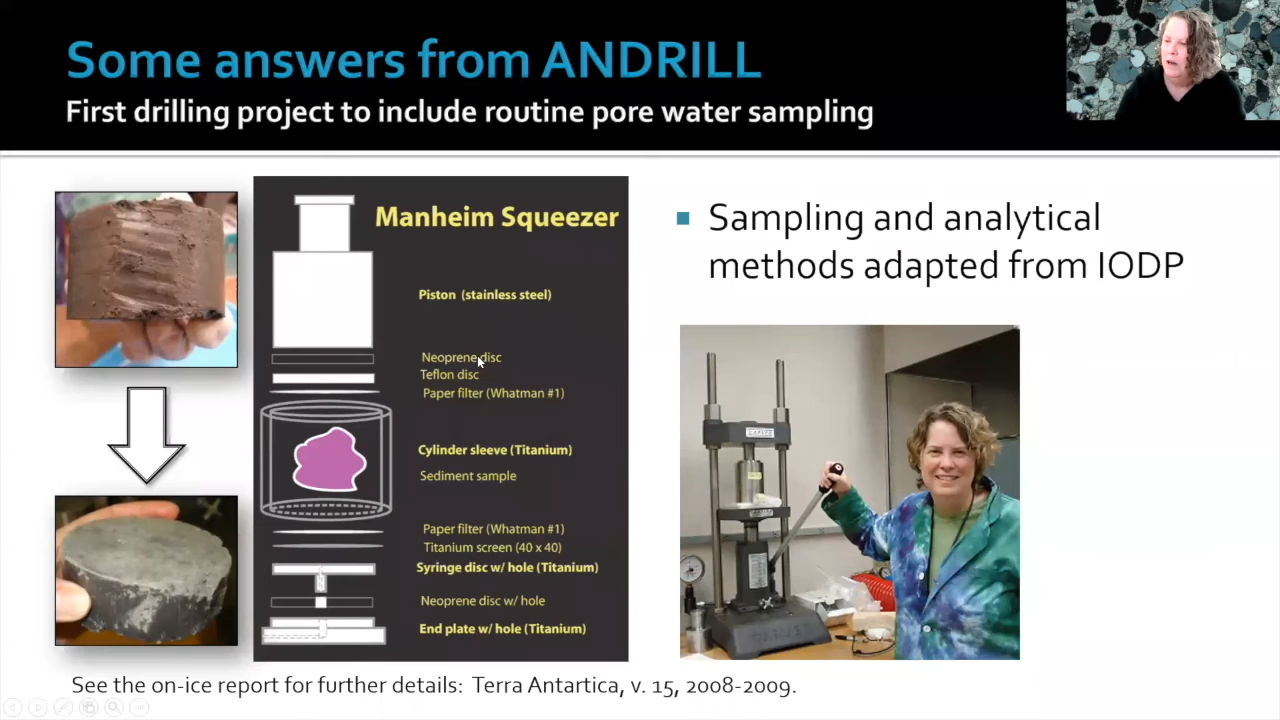 Some answers from ANDRILL
First drilling project to include routine pore water sampling
Manheim Squeezer
Piston (stainless steel)
Neoprene disc
Teflon disc
Paper filter (Whatman #1)
Cylinder sleeve (Titanium)
Sediment sample
Paper filter (Whatman #1)
Titanium screen (40 x 40)
Syringe disc w/ hole (Titanium)
Neoprene disc w/ hole
End plate w/ hole (Titanium)
Sampling and analytical
methods adapted from IODP
See the on-ice report for further details: Terra Antartica, v. 15, 2008-2009.